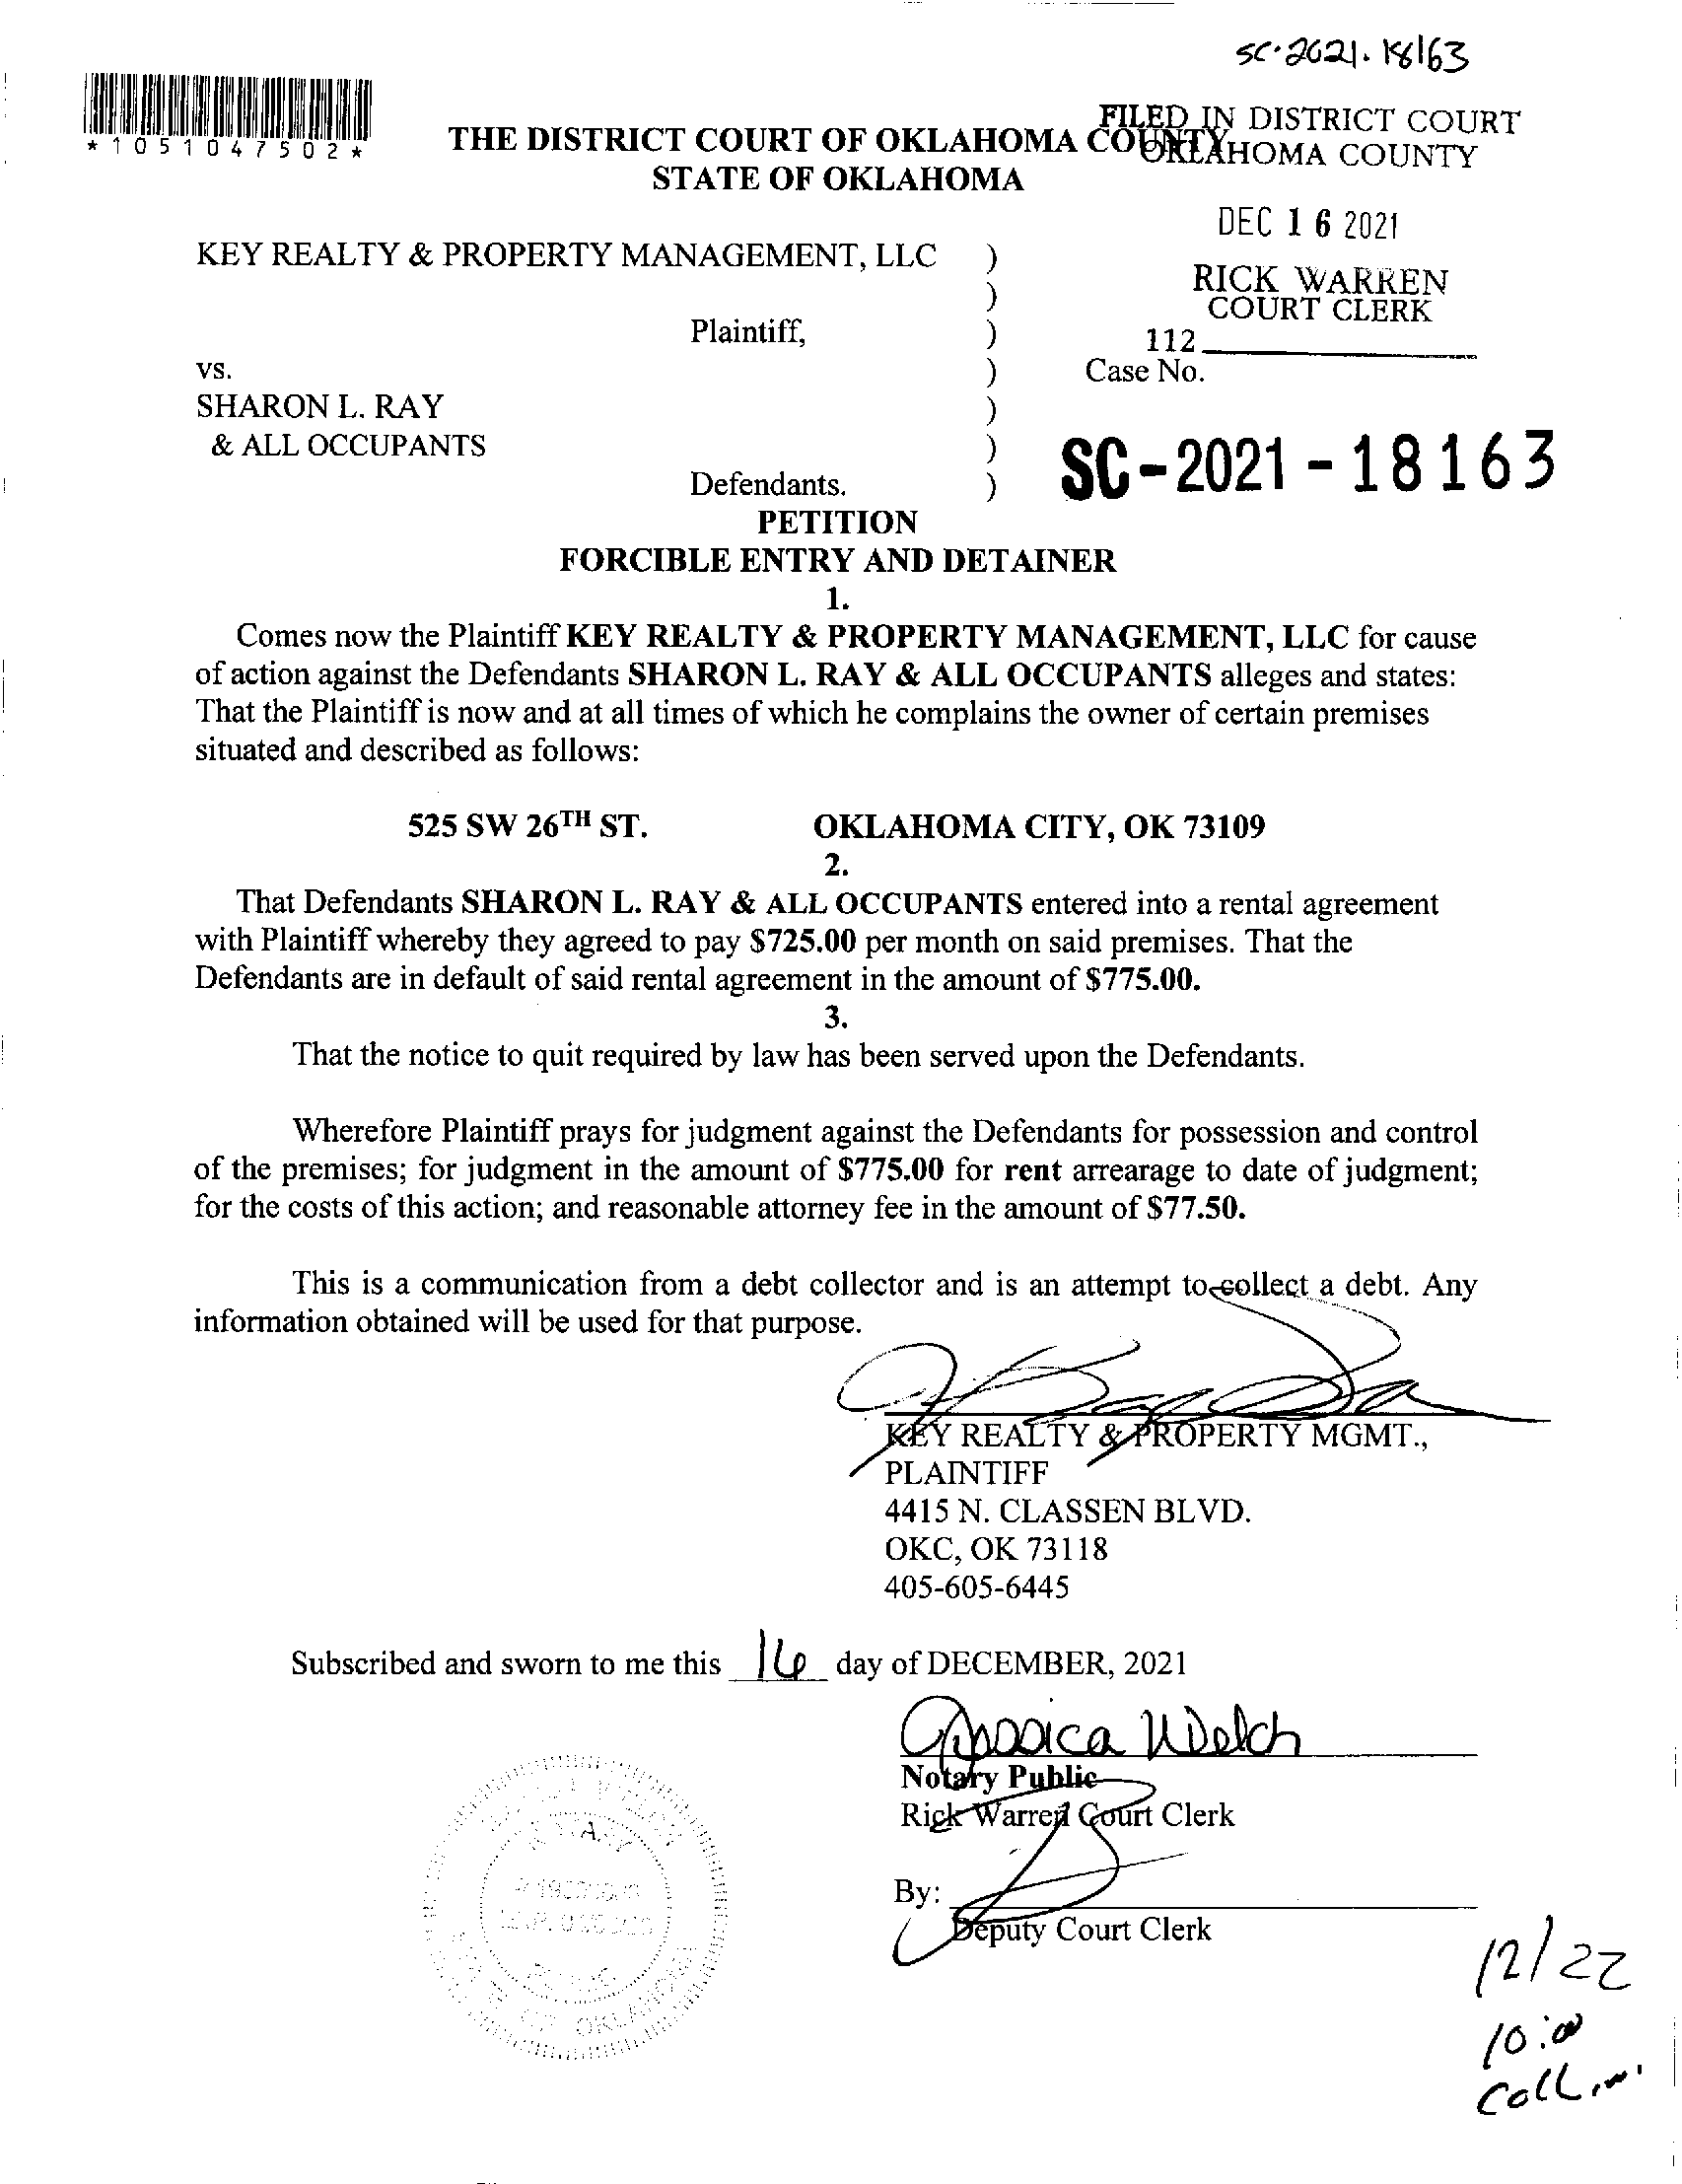 SC-2021-18163
*1051047502*
FILED IN DISTRICT COURT
OKLAHOMA COUNTY
THE DISTRICT COURT OF OKLAHOMA COUNTY
STATE OF OKLAHOMA
DEC 16 2021
KEY REALTY & PROPERTY MANAGEMENT, LLC )
)
RICK WARREN
COURT CLERK
Plaintiff, )
112
vs. )
Case No.
SHARON L. RAY )
& ALL OCCUPANTS )
SC-2021-18163
Defendants. )
PETITION
FORCIBLE ENTRY AND DETAINER
1.
Comes now the Plaintiff KEY REALTY & PROPERTY MANAGEMENT, LLC for cause
of action against the Defendants SHARON L. RAY & ALL OCCUPANTS alleges and states:
That the Plaintiff is now and at all times of which he complains the owner of certain premises
situated and described as follows:
525 SW 26TH ST. OKLAHOMA CITY, OK 73109
2.
That Defendants SHARON L. RAY & ALL OCCUPANTS entered into a rental agreement
with Plaintiff whereby they agreed to pay $725.00 per month on said premises. That the
Defendants are in default of said rental agreement in the amount of $775.00.
3.
That the notice to quit required by law has been served upon the Defendants.
Wherefore Plaintiff prays for judgment against the Defendants for possession and control
of the premises; for judgment in the amount of $775.00 for rent arrearage to date of judgment;
for the costs of this action; and reasonable attorney fee in the amount of $77.50.
This is a communication from a debt collector and is an attempt to collect a debt. Any
information obtained will be used for that purpose.
KEY REALTY & PROPERTY MGMT.,
PLAINTIFF
4415 N. CLASSEN BLVD.
OKC, OK 73118
405-605-6445
Subscribed and sworn to me this 16 day of DECEMBER, 2021
Jessica Welch
Notary Public
Rick Warren Court Clerk
By:
Deputy Court Clerk
12/22
10:00
OF OKLAHOMA